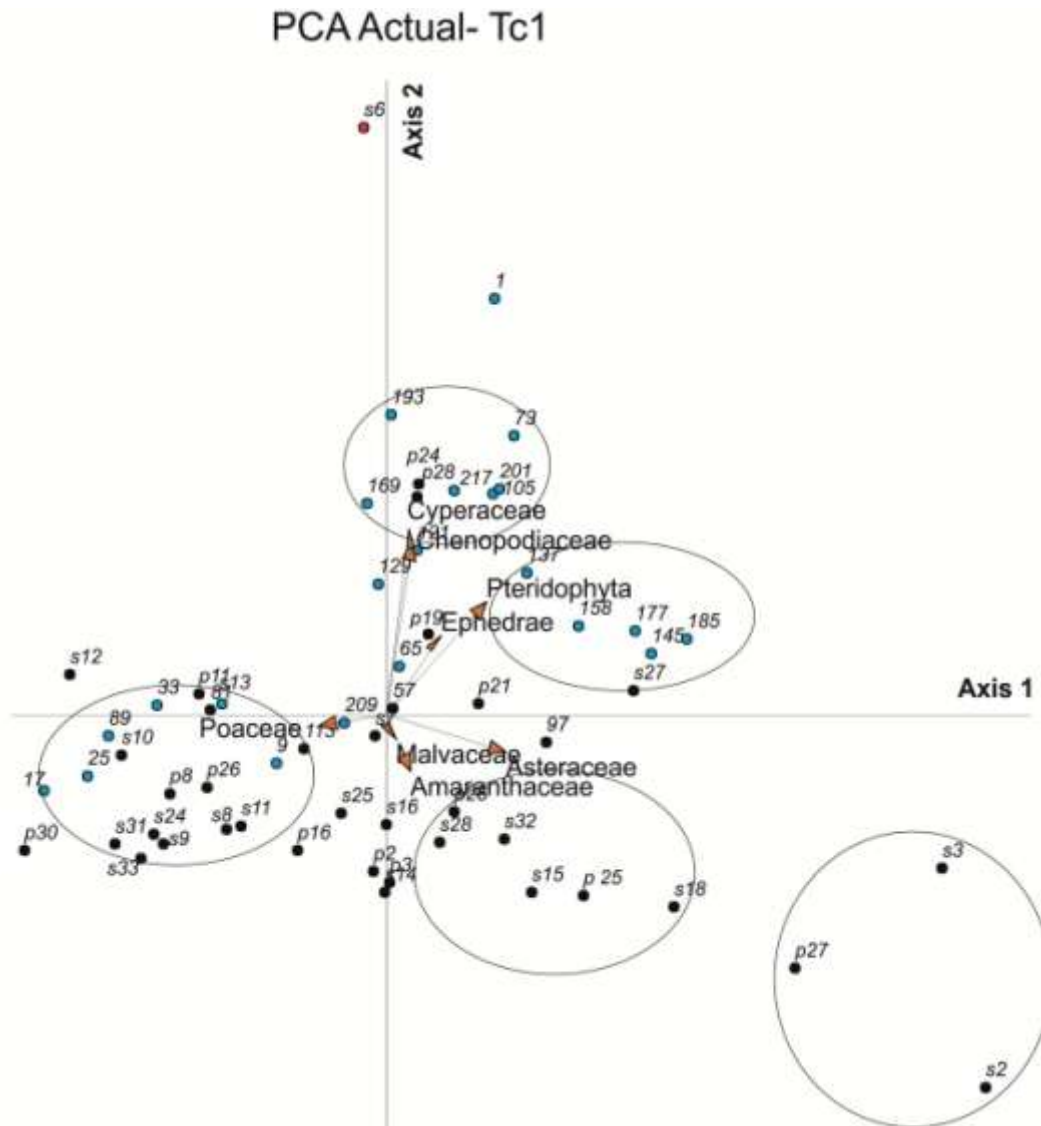 PCA Actual- Tc1
s6
Axis 2
1
193
73
p24
p28
217
201
105
169
Cyperaceae
Chenopodiaceae
129
137
Pteridophyta
158
177
185
145
p19
Ephedrae
65
s27
s12
p11
33
s13
81
57
p21
Axis 1
209
Poaceae
89
s10
113
9
97
Malvaceae
Asteraceae
Amaranthaceae
25
17
p8
p26
s25
s16
s28
s32
s24
s8
s11
s31
s9
s33
p30
p16
p2
p3
s15
p 25
s18
s3
p27
s2